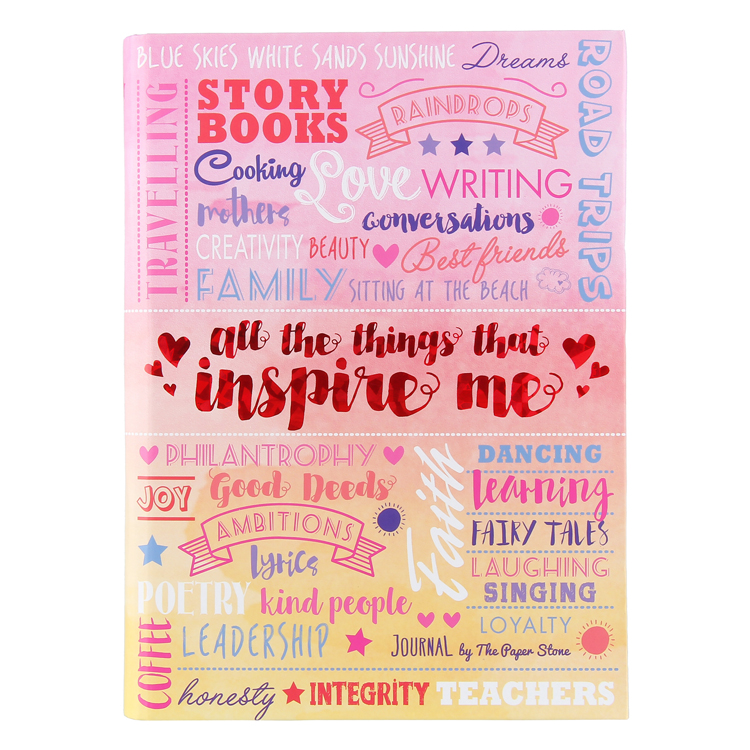 BLUE SKIES WHITE SANDS SUNSHINE Dreams
ROAD TRIPS
TRAVELLING
STORY
BOOKS
RAINDROPS
Cooking
Love
WRITING
mothers
conversations
CREATIVITY BEAUTY
Best friends
FAMILY
SITTING AT THE BEACH
all the things that
inspire me
PHILANTROPHY
JOY
Good Deeds
AMBITIONS
lyrics
POETRY
kind people
Faith
DANCING
learning
FAIRY TALES
LAUGHING
SINGING
LOYALTY
COFFEE
LEADERSHIP
JOURNAL by The Paper Stone
honesty
INTEGRITY
TEACHERS